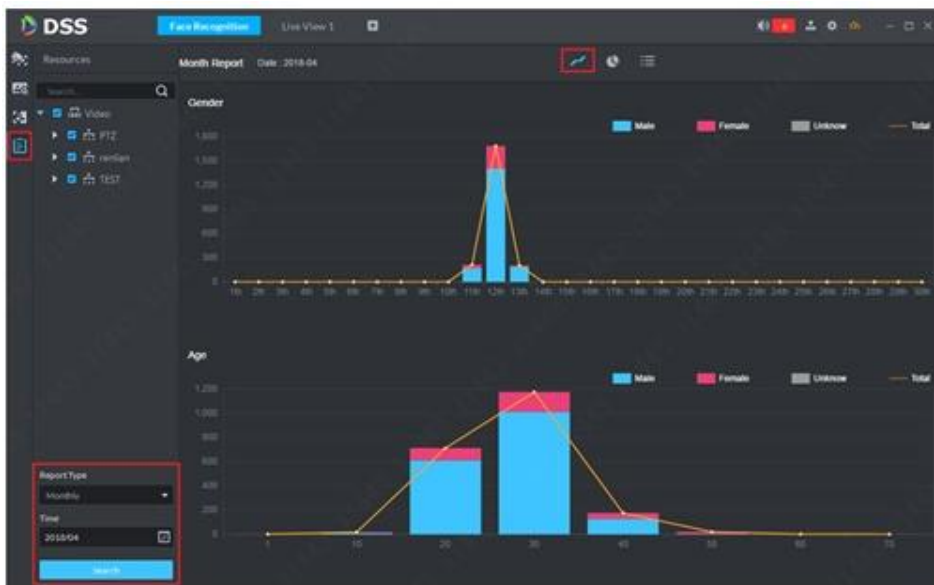 DSS
Face Recognition
Live View 1
Resources
Month Report Date : 2018-04
Search...
Video
PTZ
renlian
TEST
Gender
Male Female Unknow Total
1,800
1,500
1,200
900
600
300
0
1th 2th 3th 4th 5th 6th 7th 8th 9th 10th 11th 12th 13th 14th 15th 16th 17th 18th 19th 20th 21th 22th 23th 24th 25th 26th 27th 28th 29th 30th
Age
Male Female Unknow Total
1,200
1,000
800
600
400
200
0
1 10 20 30 40 50 60 70
Report Type
Monthly
Time
2018/04
Search